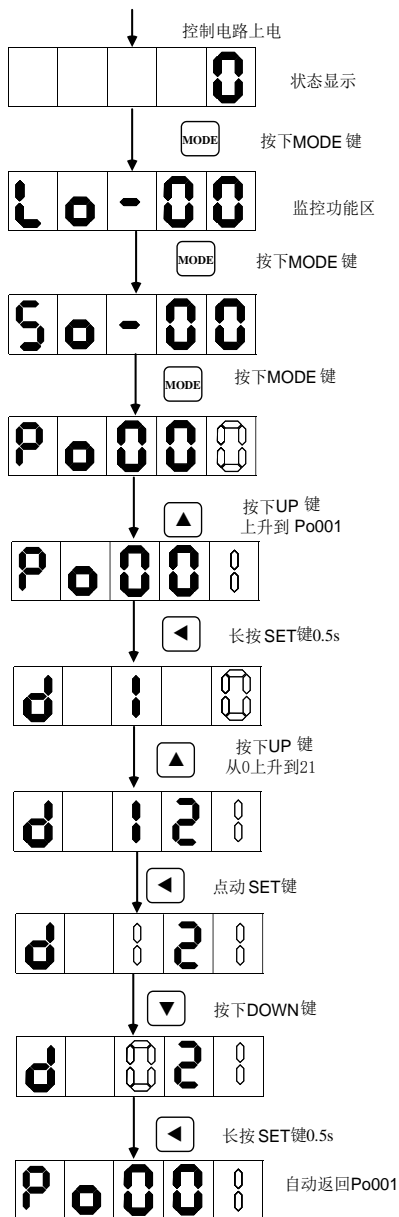 控制电路上电
0 状态显示
MODE 按下MODE 键
Lo-00 监控功能区
MODE 按下MODE 键
So-00
MODE 按下MODE 键
Po000
按下UP 键
上升到 Po001
Po001
长按SET键0.5s
d 1 0
按下UP 键
从0上升到21
d 121
点动SET键
d 121
按下DOWN键
d 021
长按SET键0.5s
Po001 自动返回Po001